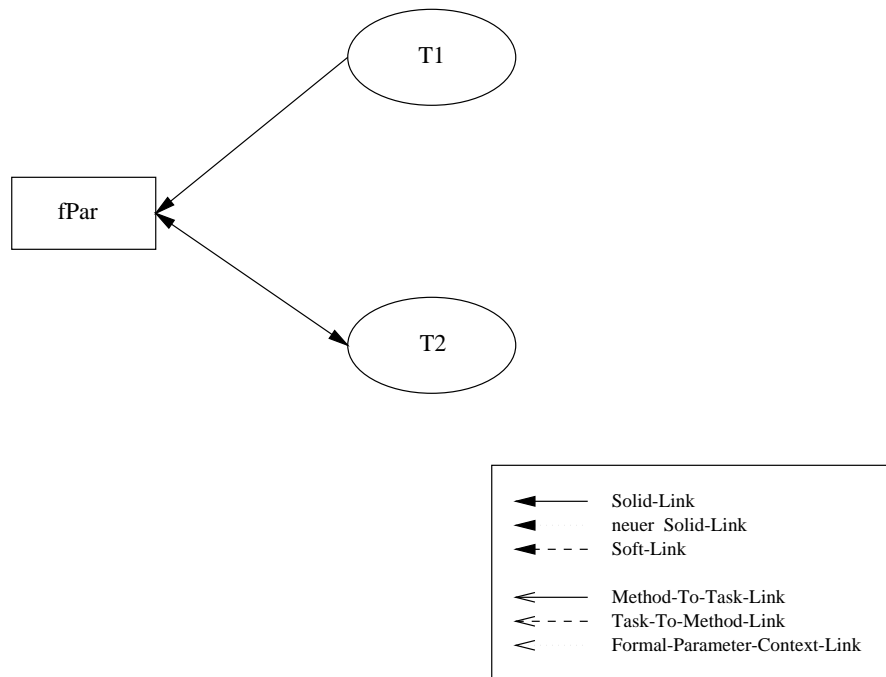 T1
fPar
T2
Solid-Link
neuer Solid-Link
Soft-Link
Method-To-Task-Link
Task-To-Method-Link
Formal-Parameter-Context-Link